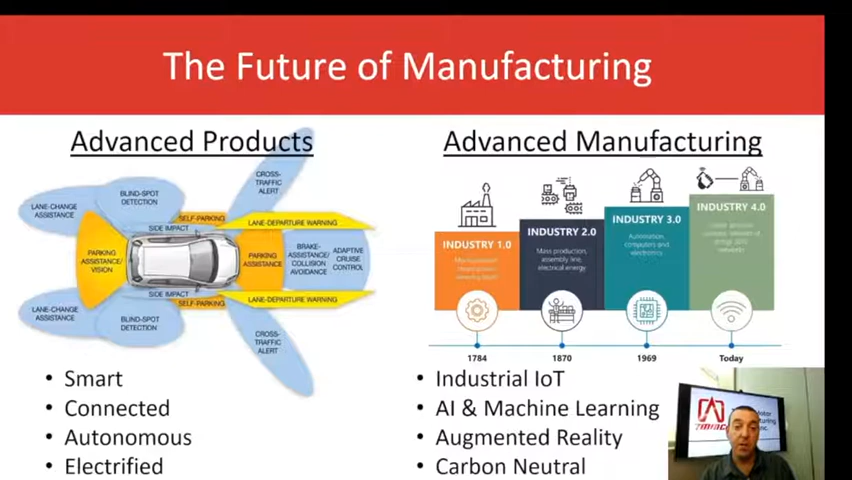 The Future of Manufacturing
Advanced Products
CROSS-
TRAFFIC
ALERT
BLIND-SPOT
DETECTION
LANE-CHANGE
ASSISTANCE
SELF-PARKING
LANE-DEPARTURE WARNING
SIDE IMPACT
PARKING
ASSISTANCE/
VISION
PARKING
ASSISTANCE
BRAKE-
ASSISTANCE/
COLLISION
AVOIDANCE
ADAPTIVE
CRUISE
CONTROL
SIDE IMPACT
SELF-PARKING
LANE-DEPARTURE WARNING
LANE-CHANGE
ASSISTANCE
BLIND-SPOT
DETECTION
CROSS-
TRAFFIC
ALERT
• Smart
• Connected
• Autonomous
• Electrified
Advanced Manufacturing
INDUSTRY 1.0
INDUSTRY 2.0
Mass production,
assembly line,
electrical energy
INDUSTRY 3.0
Automation,
computers and
electronics
INDUSTRY 4.0
1784
1870
1969
Today
• Industrial IoT
• AI & Machine Learning
• Augmented Reality
• Carbon Neutral